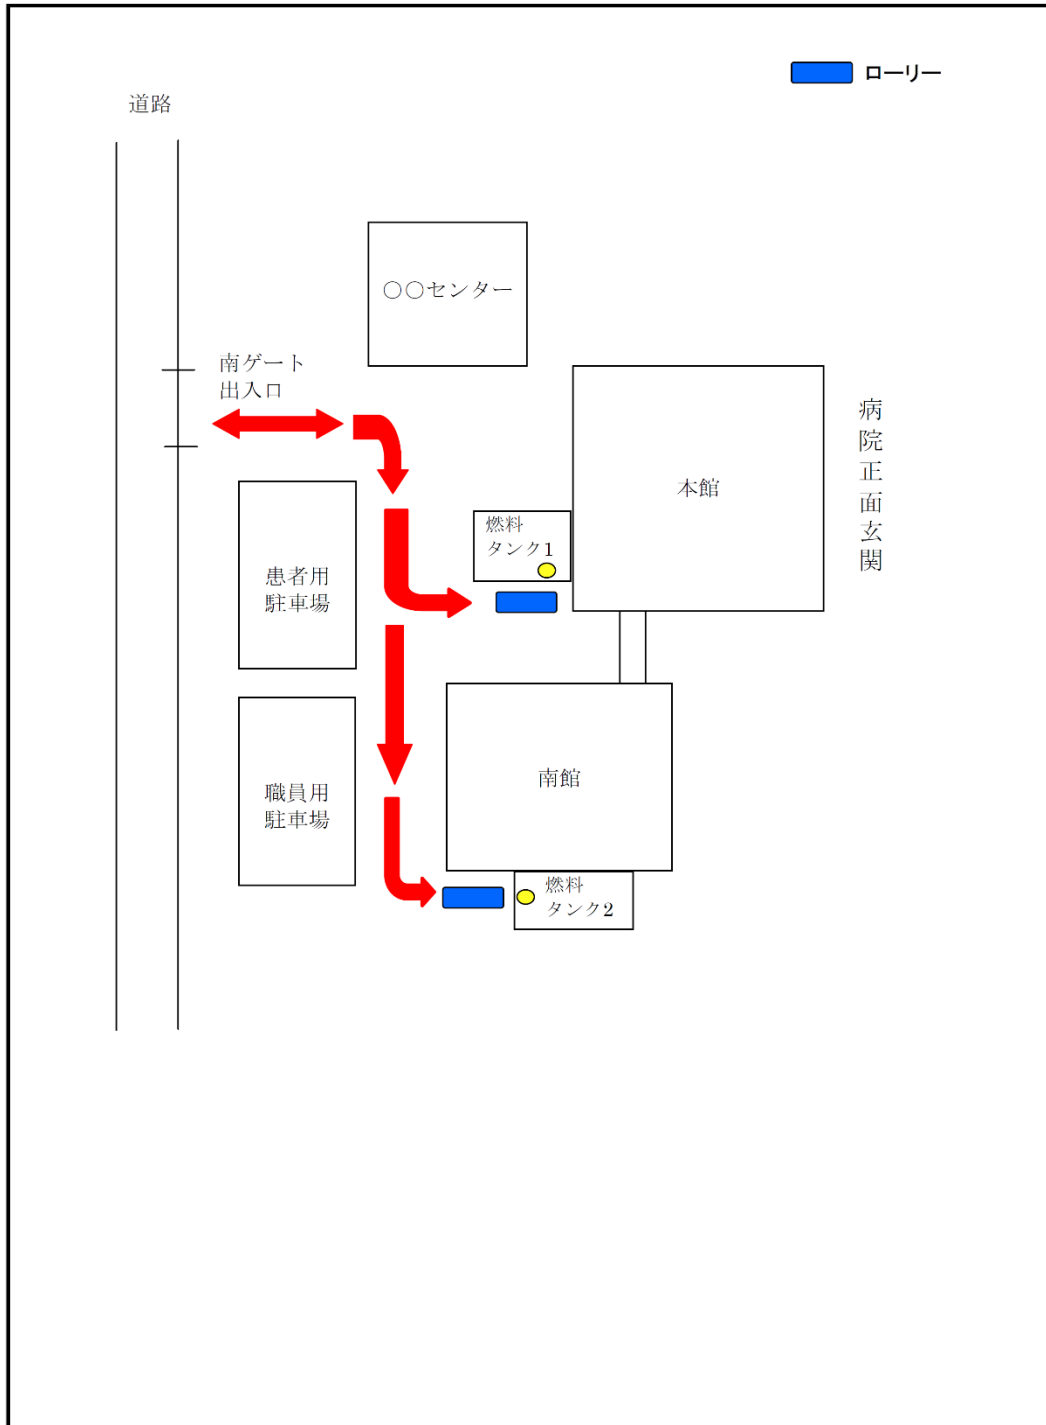 ローリー
道路
〇〇センター
南ゲート
出入口
病院正面玄関
本館
燃料
タンク1
患者用
駐車場
南館
職員用
駐車場
燃料
タンク2